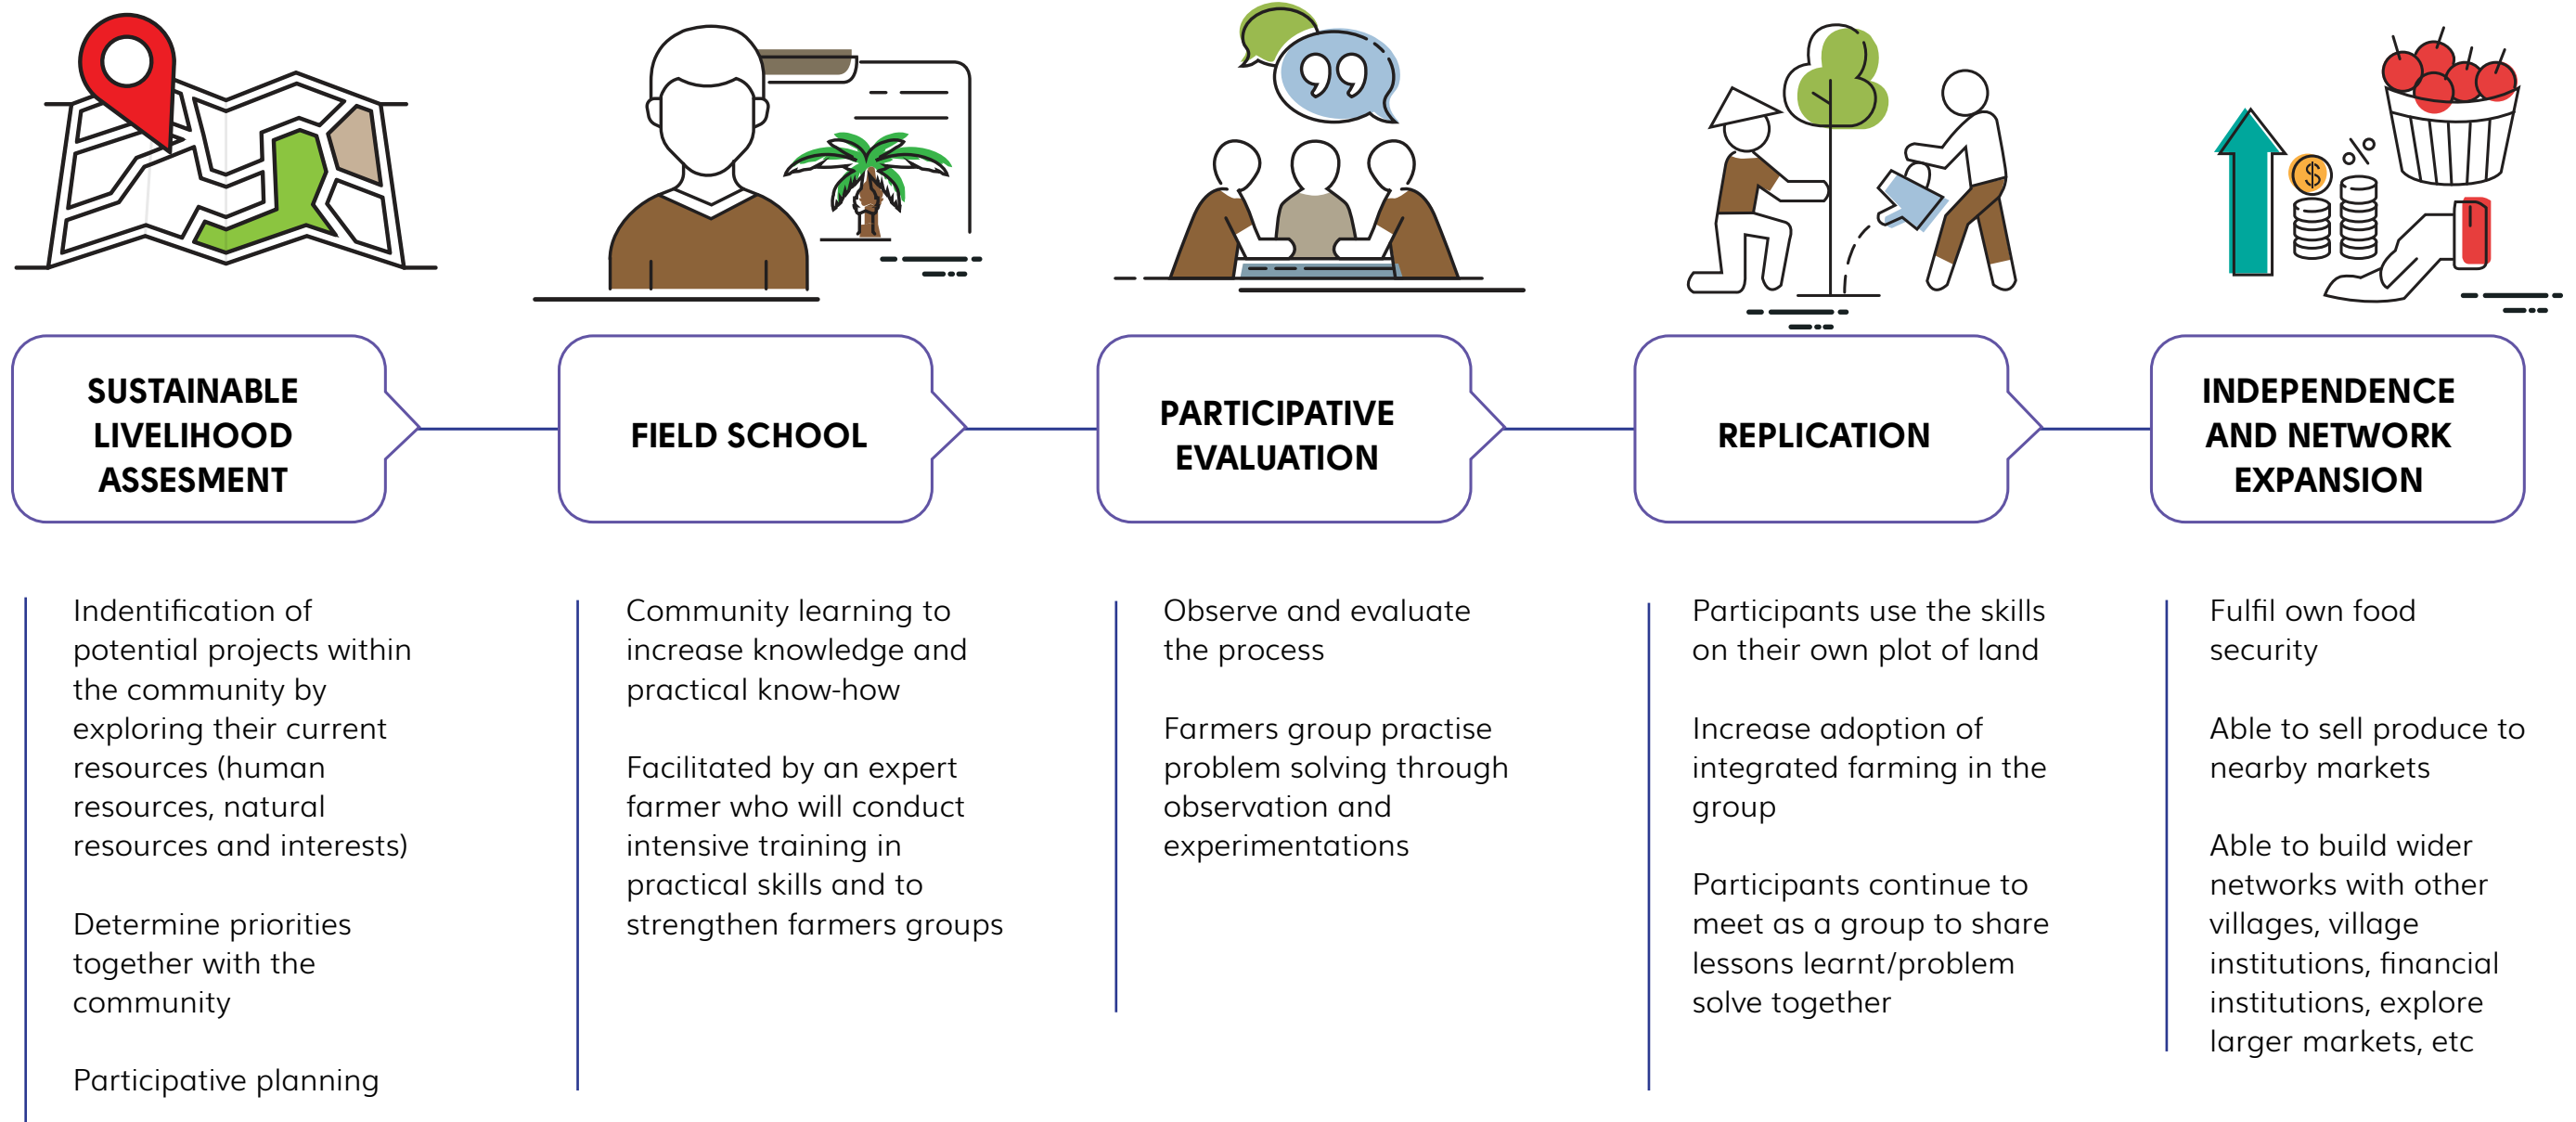 SUSTAINABLE
LIVELIHOOD
ASSESMENT
Indentification of
potential projects within
the community by
exploring their current
resources (human
resources, natural
resources and interests)
Determine priorities
together with the
community
Participative planning
FIELD SCHOOL
Community learning to
increase knowledge and
practical know-how
Facilitated by an expert
farmer who will conduct
intensive training in
practical skills and to
strengthen farmers groups
PARTICIPATIVE
EVALUATION
Observe and evaluate
the process
Farmers group practise
problem solving through
observation and
experimentations
REPLICATION
Participants use the skills
on their own plot of land
Increase adoption of
integrated farming in the
group
Participants continue to
meet as a group to share
lessons learnt/problem
solve together
$
%
INDEPENDENCE
AND NETWORK
EXPANSION
Fulfil own food
security
Able to sell produce to
nearby markets
Able to build wider
networks with other
villages, village
institutions, financial
institutions, explore
larger markets, etc